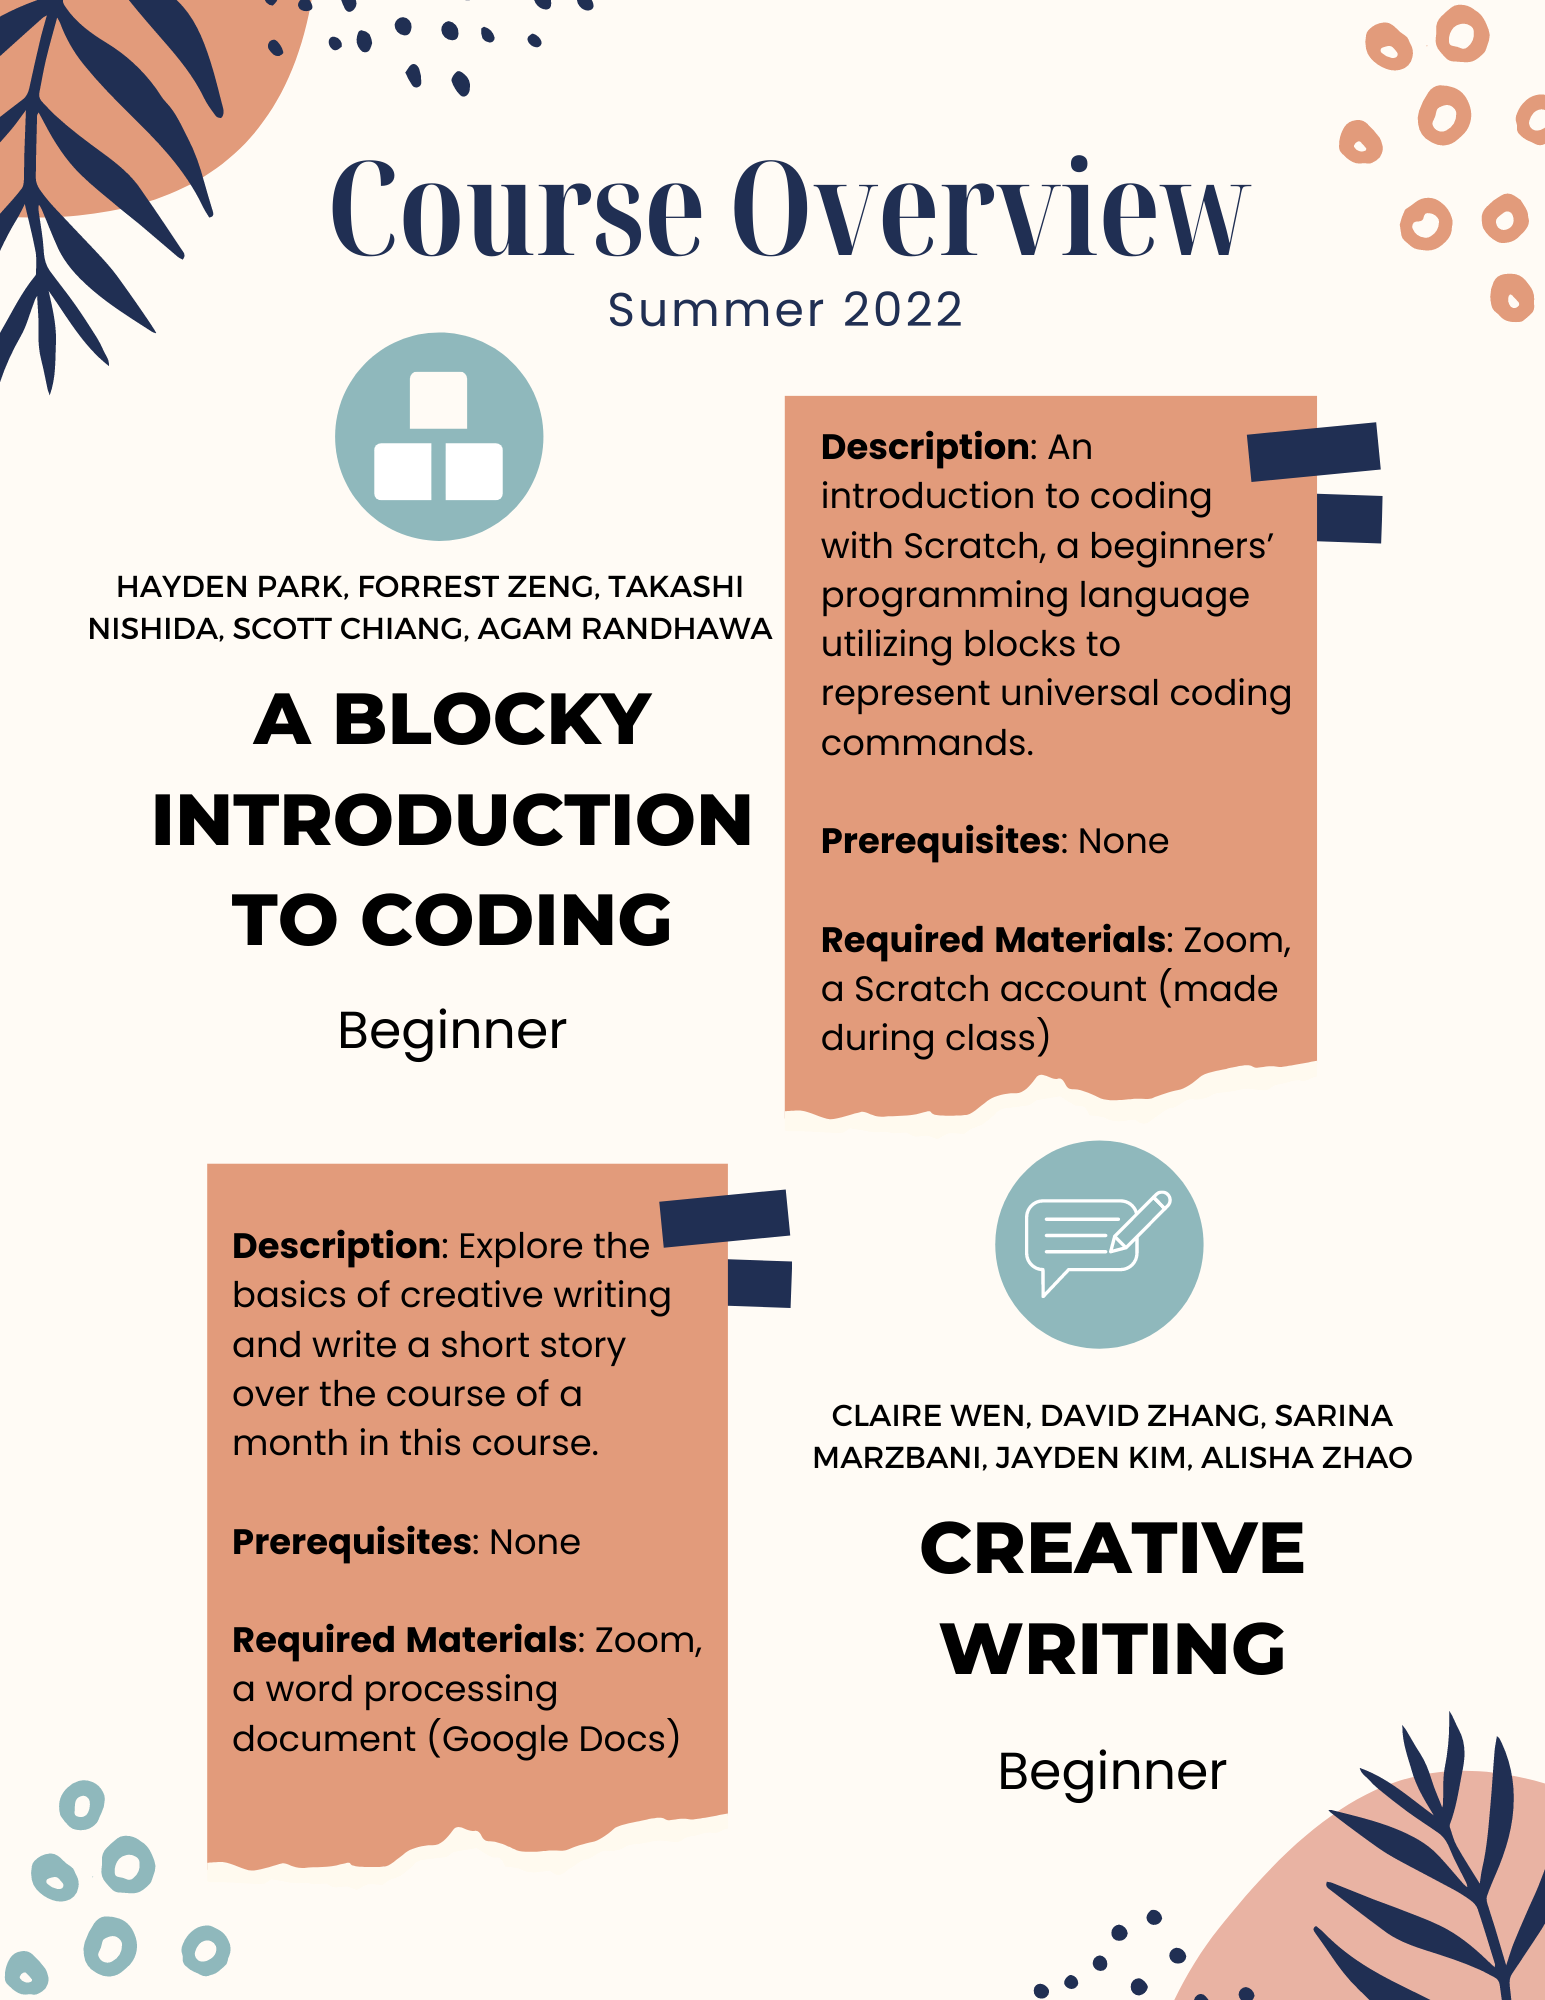 Course Overview
Summer 2022
HAYDEN PARK, FORREST ZENG, TAKASHI
NISHIDA, SCOTT CHIANG, AGAM RANDHAWA
A BLOCKY
INTRODUCTION
TO CODING
Beginner
Description: An
introduction to coding
with Scratch, a beginners’
programming language
utilizing blocks to
represent universal coding
commands.
Prerequisites: None
Required Materials: Zoom,
a Scratch account (made
during class)
Description: Explore the
basics of creative writing
and write a short story
over the course of a
month in this course.
Prerequisites: None
Required Materials: Zoom,
a word processing
document (Google Docs)
CLAIRE WEN, DAVID ZHANG, SARINA
MARZBANI, JAYDEN KIM, ALISHA ZHAO
CREATIVE
WRITING
Beginner